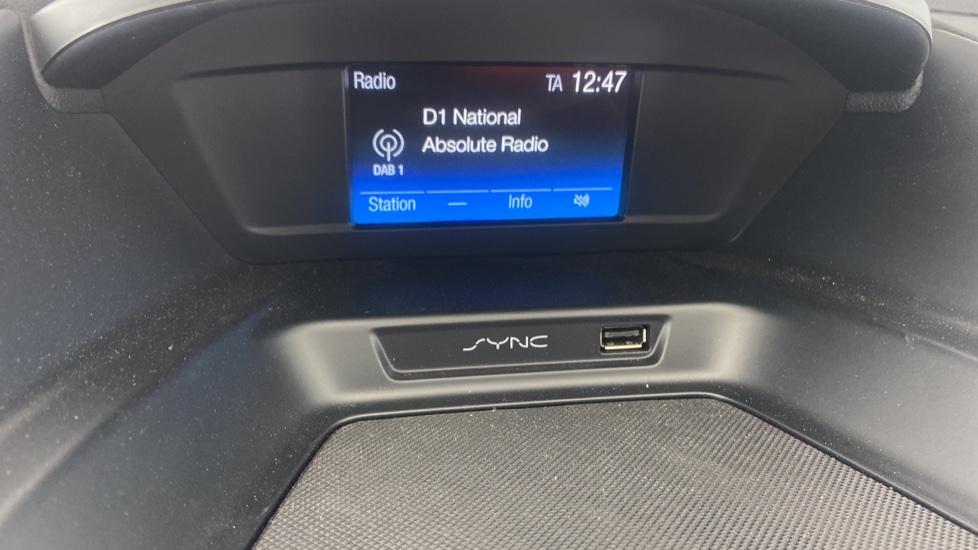 Radio TA 12:47
D1 National
Absolute Radio
DAB 1
Station — Info
SYNC